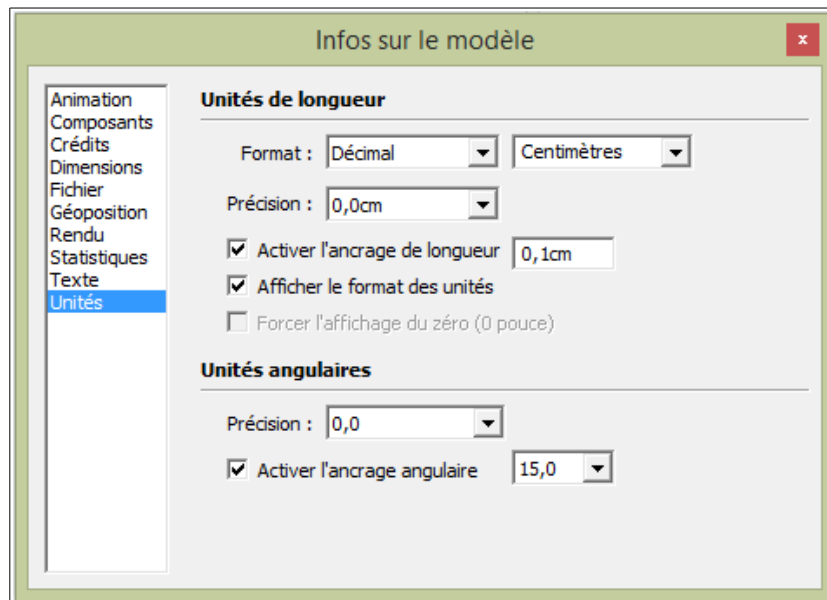 Infos sur le modèle
x
Animation
Composants
Crédits
Dimensions
Fichier
Géoposition
Rendu
Statistiques
Texte
Unités
Unités de longueur
Format : Décimal Centimètres
Précision : 0,0cm
Activer l'ancrage de longueur 0,1cm
Afficher le format des unités
Forcer l'affichage du zéro (0 pouce)
Unités angulaires
Précision : 0,0
Activer l'ancrage angulaire 15,0